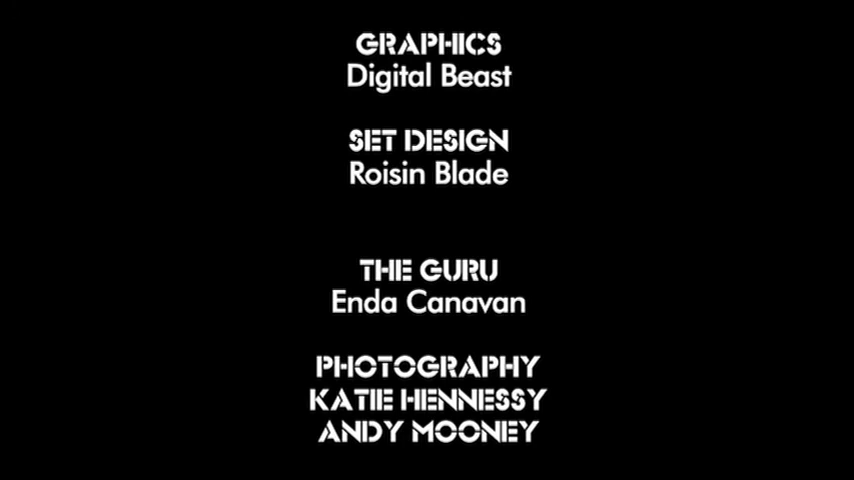 GRAPHICS
Digital Beast
SET DESIGN
Roisin Blade
THE GURU
Enda Canavan
PHOTOGRAPHY
KATIE HENNESSY
ANDY MOONEY